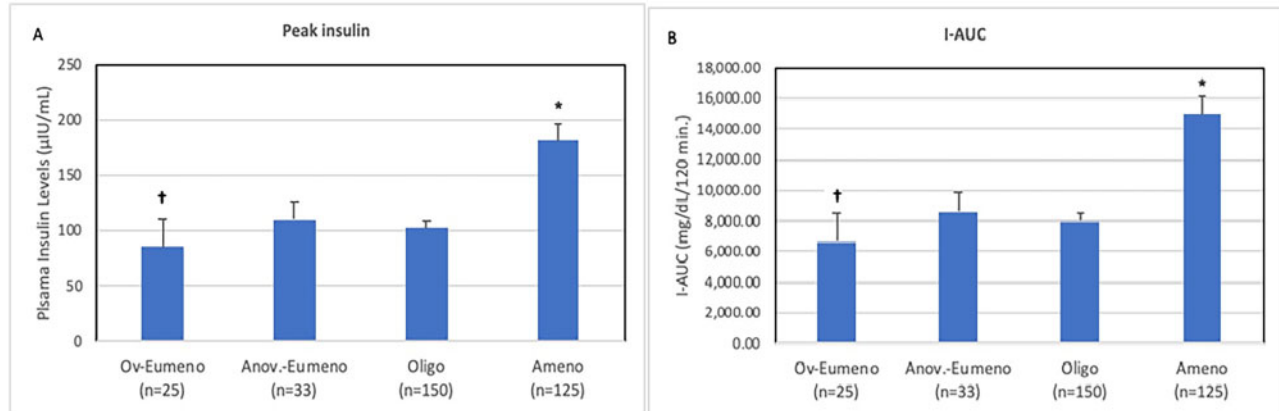 A
Peak insulin
Plsama Insulin Levels (µIU/mL)
250
200
150
100
50
0
†
*
Ov-Eumeno
(n=25)
Anov.-Eumeno
(n=33)
Oligo
(n=150)
Ameno
(n=125)
B
I-AUC
I-AUC (mg/dL/120 min.)
18,000.00
16,000.00
14,000.00
12,000.00
10,000.00
8,000.00
6,000.00
4,000.00
2,000.00
0.00
†
*
Ov-Eumeno
(n=25)
Anov.-Eumeno
(n=33)
Oligo
(n=150)
Ameno
(n=125)